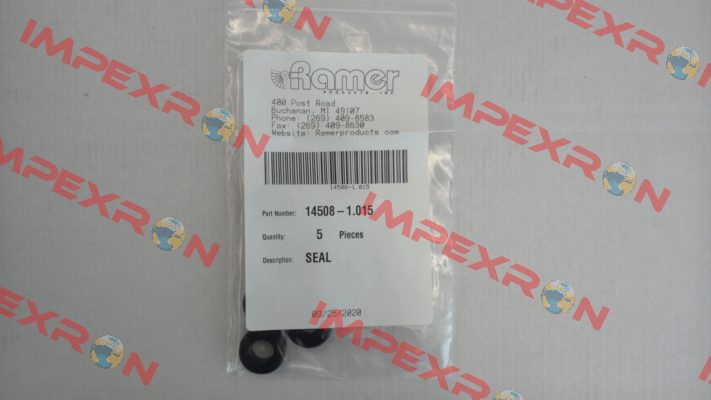 Ramer
PRODUCTS, INC
400 Post Road
Buchanan, MI 49107
Phone: (269) 409-8583
Fax: (269) 409-8630
Website: Ramerproducts.com
14508-1.015
Part Number: 14508-1.015
Quantity: 5 Pieces
Description: SEAL
09/25/2020
IMPEXRON
IMPEXRON
IMPEXRON
IMPEXRON
IMPEXRON
IMPEXRON